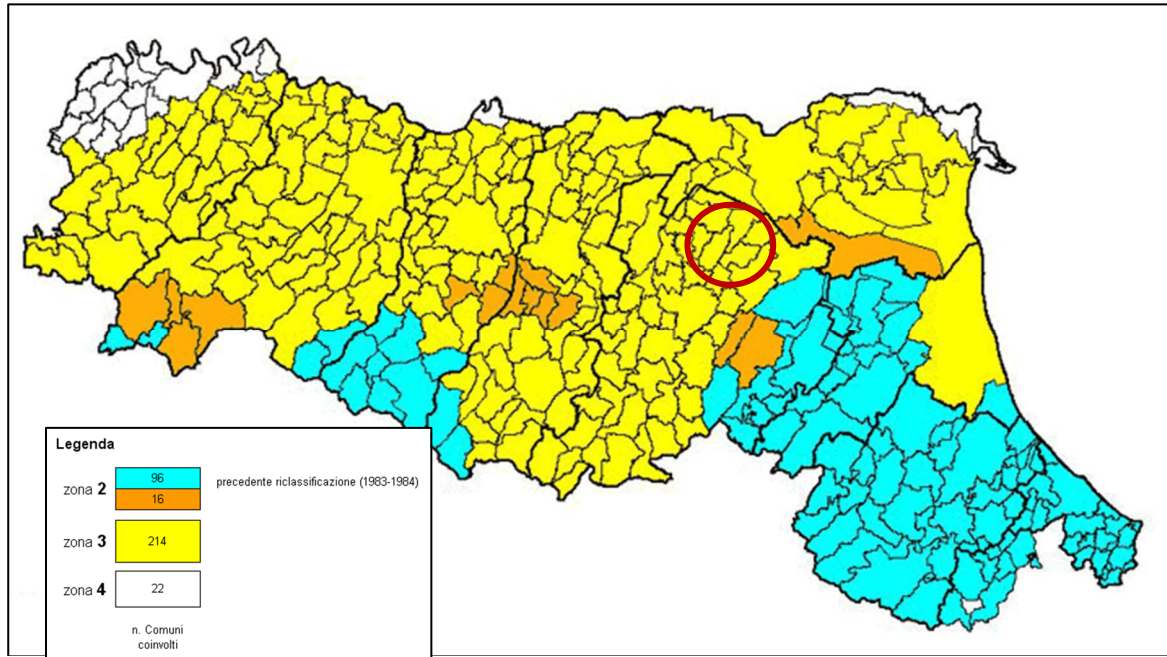 Legenda
zona 2
96
precedente riclassificazione (1983-1984)
16
zona 3
214
zona 4
22
n. Comuni
coinvolti